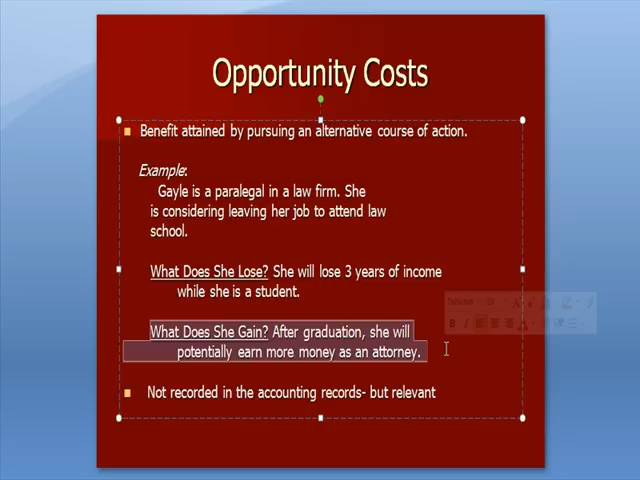 Opportunity Costs
Benefit attained by pursuing an alternative course of action.
Example:
Gayle is a paralegal in a law firm. She
is considering leaving her job to attend law
school.
What Does She Lose? She will lose 3 years of income
while she is a student.
What Does She Gain? After graduation, she will
potentially earn more money as an attorney.
Not recorded in the accounting records- but relevant